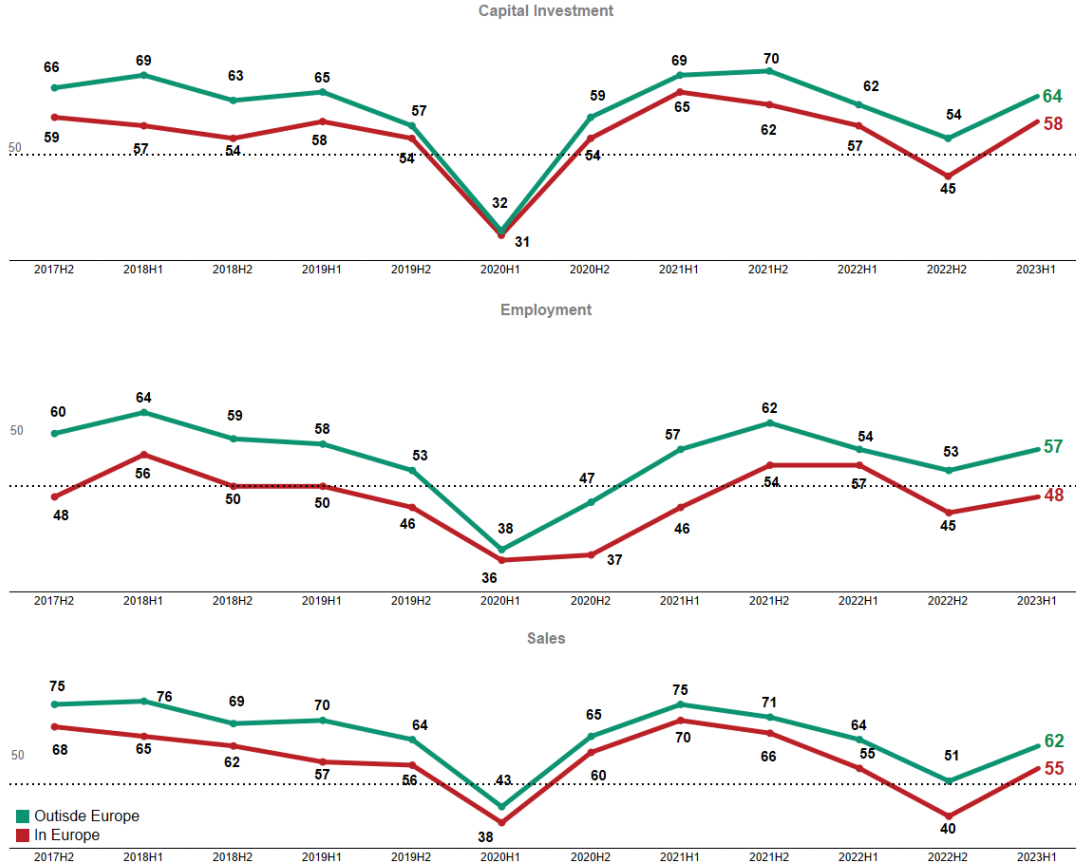 Capital Investment
66 69 63 65 57 32 59 69 70 62 54 64
59 57 54 58 54 31 54 65 62 57 45 58
50
2017H2 2018H1 2018H2 2019H1 2019H2 2020H1 2020H2 2021H1 2021H2 2022H1 2022H2 2023H1
Employment
60 64 59 58 53 38 47 57 62 54 53 57
50
48 56 50 50 46 36 37 46 54 57 45 48
2017H2 2018H1 2018H2 2019H1 2019H2 2020H1 2020H2 2021H1 2021H2 2022H1 2022H2 2023H1
Sales
75 76 69 70 64 43 65 75 71 64 51 62
68 65 62 57 56 38 60 70 66 55 40 55
50
Outisde Europe
In Europe
2017H2 2018H1 2018H2 2019H1 2019H2 2020H1 2020H2 2021H1 2021H2 2022H1 2022H2 2023H1